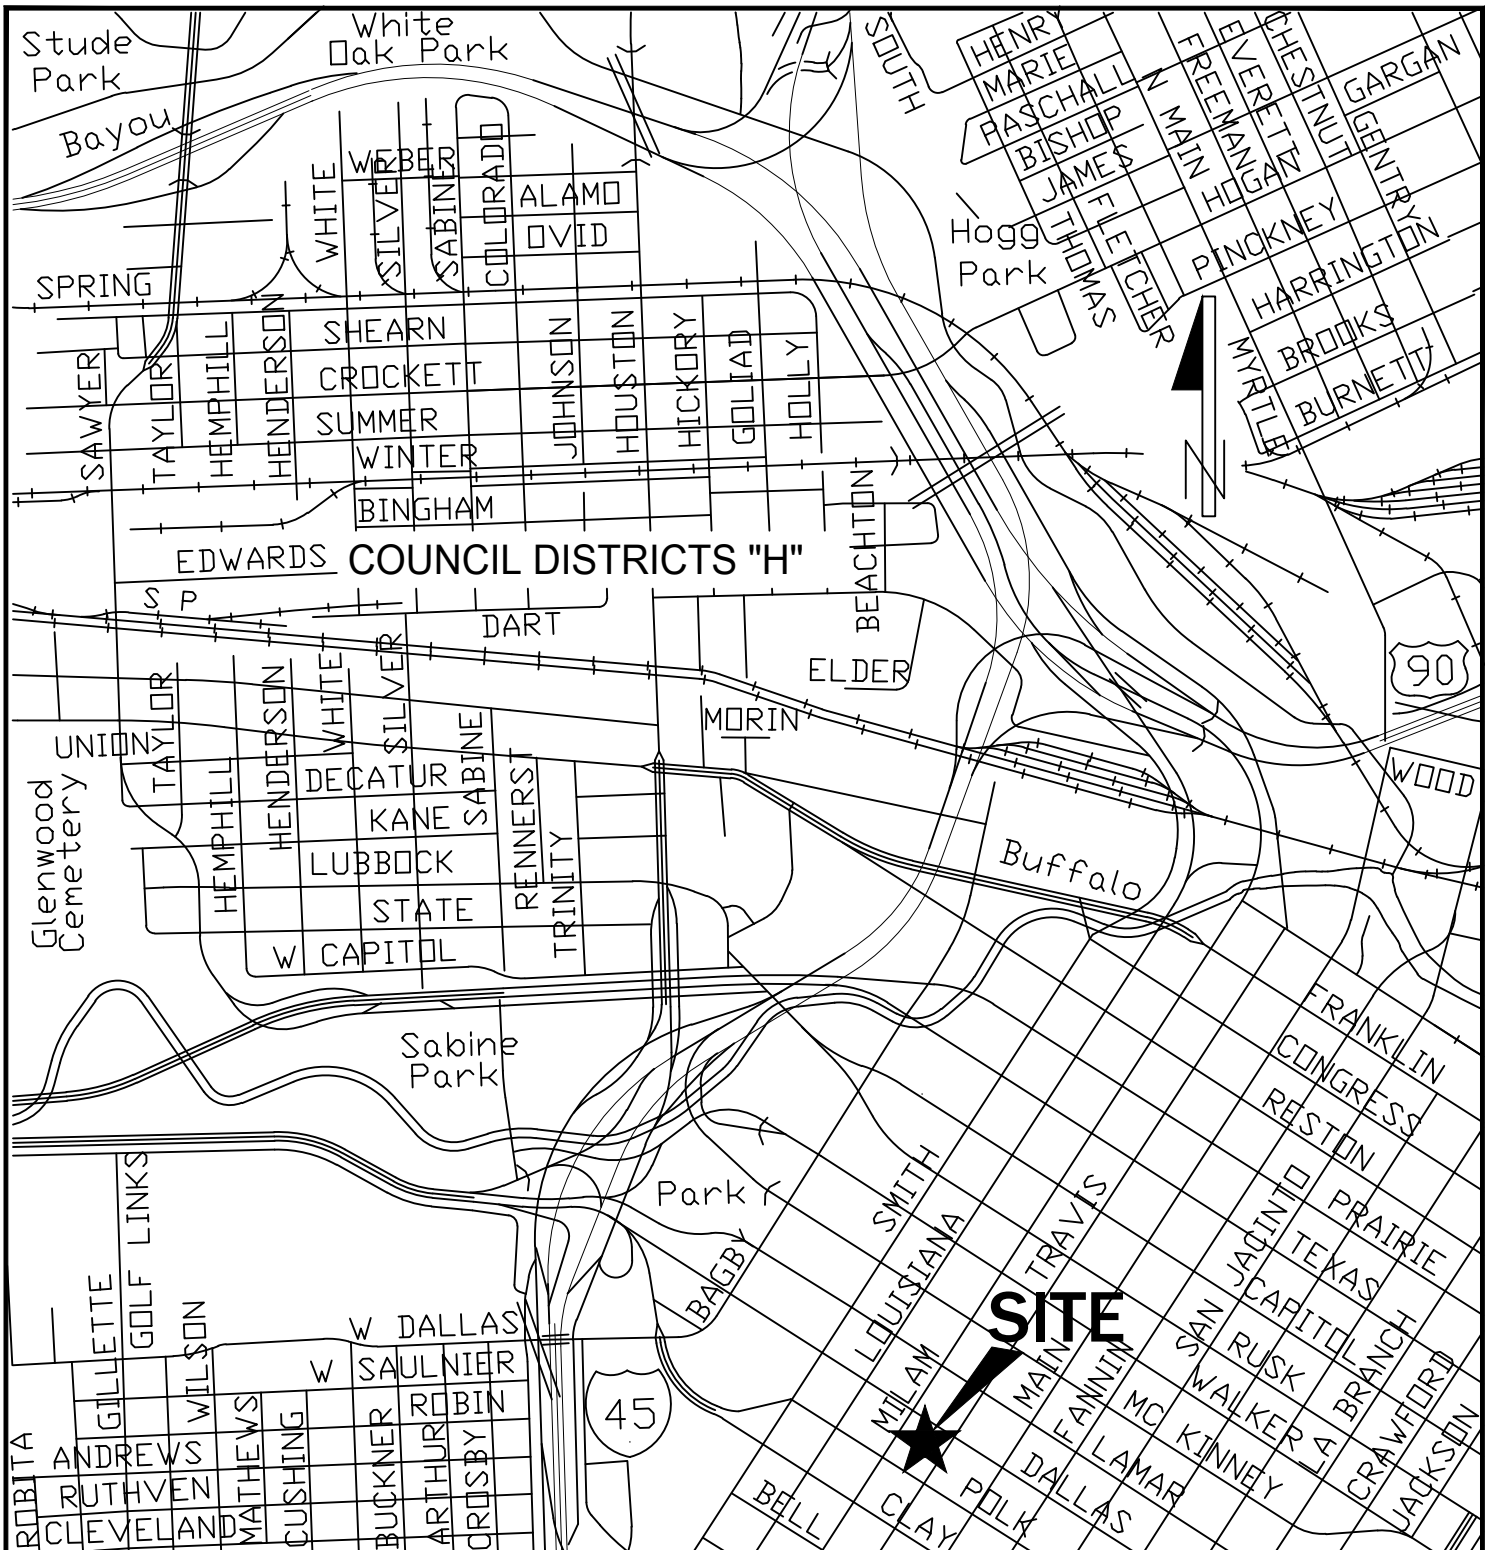 Stude
Park
White
Oak Park
Bayou
SOUTH
HENRY
MARIE
PASCHALL
BISHOP
JAMES
THOMAS
FLETCHER
N MAIN
FREEMAN
EVERETT
CHESTNUT
GARGAN
GENTRY
HOGAN
PINCKNEY
HARRINGTON
BROOKS
BURNETT
MYRTLE
Hogg
Park
WHITE
WEBER
SILVER
SABINE
COLORADO
ALAMO
OVID
SPRING
SHEARN
CROCKETT
SUMMER
WINTER
BINGHAM
SAWYER
TAYLOR
HEMPHILL
HENDERSON
JOHNSON
HOUSTON
HICKORY
GOLIAD
HOLLY
BEACHTON
N
EDWARDS
COUNCIL DISTRICTS "H"
S P
DART
ELDER
MORIN
90
WOOD
UNION
TAYLOR
HEMPHILL
HENDERSON
WHITE
SILVER
SABINE
RENNERST
TRINITY
DECATUR
KANE
LUBBOCK
STATE
W CAPITOL
Glenwood
Cemetery
Buffalo
Sabine
Park
FRANKLIN
CONGRESS
PRESTON
PRAIRIE
TEXAS
CAPITOL
RUSK
WALKER
MC KINNEY
LAMAR
DALLAS
POLK
CLAY
BELL
Park
BAGBY
SMITH
LOUISIANA
MILAM
TRAVIS
MAIN
FANNIN
SAN JACINTO
LA BRANCH
CRAWFORD
JACKSON
SITE
GILLETTE
GOLF LINKS
WILSON
W DALLAS
W SAULNIER
ROBIN
45
ANDREWS
RUTHVEN
CLEVELAND
ROBITA
MATHEWS
CUSHING
BUCKNER
ARTHUR
CROSBY